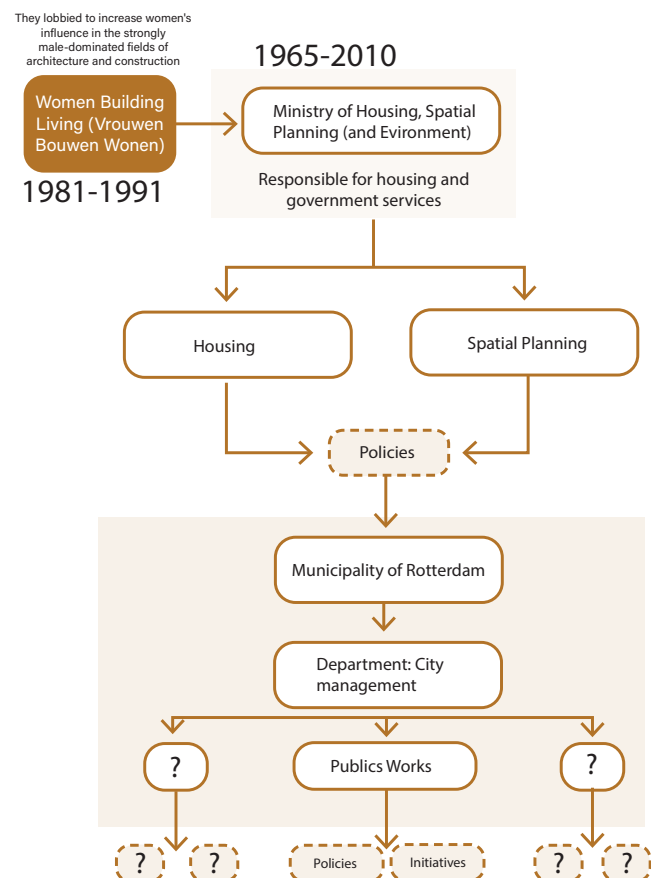 They lobbied to increase women's
influence in the strongly
male-dominated fields of
architecture and construction
1965-2010
Women Building
Living (Vrouwen
Bouwen Wonen)
Ministry of Housing, Spatial
Planning (and Evironment)
1981-1991
Responsible for housing and
government services
Housing
Spatial Planning
Policies
Municipality of Rotterdam
Department: City
management
?
Publics Works
?
?
?
Policies
Initiatives
?
?